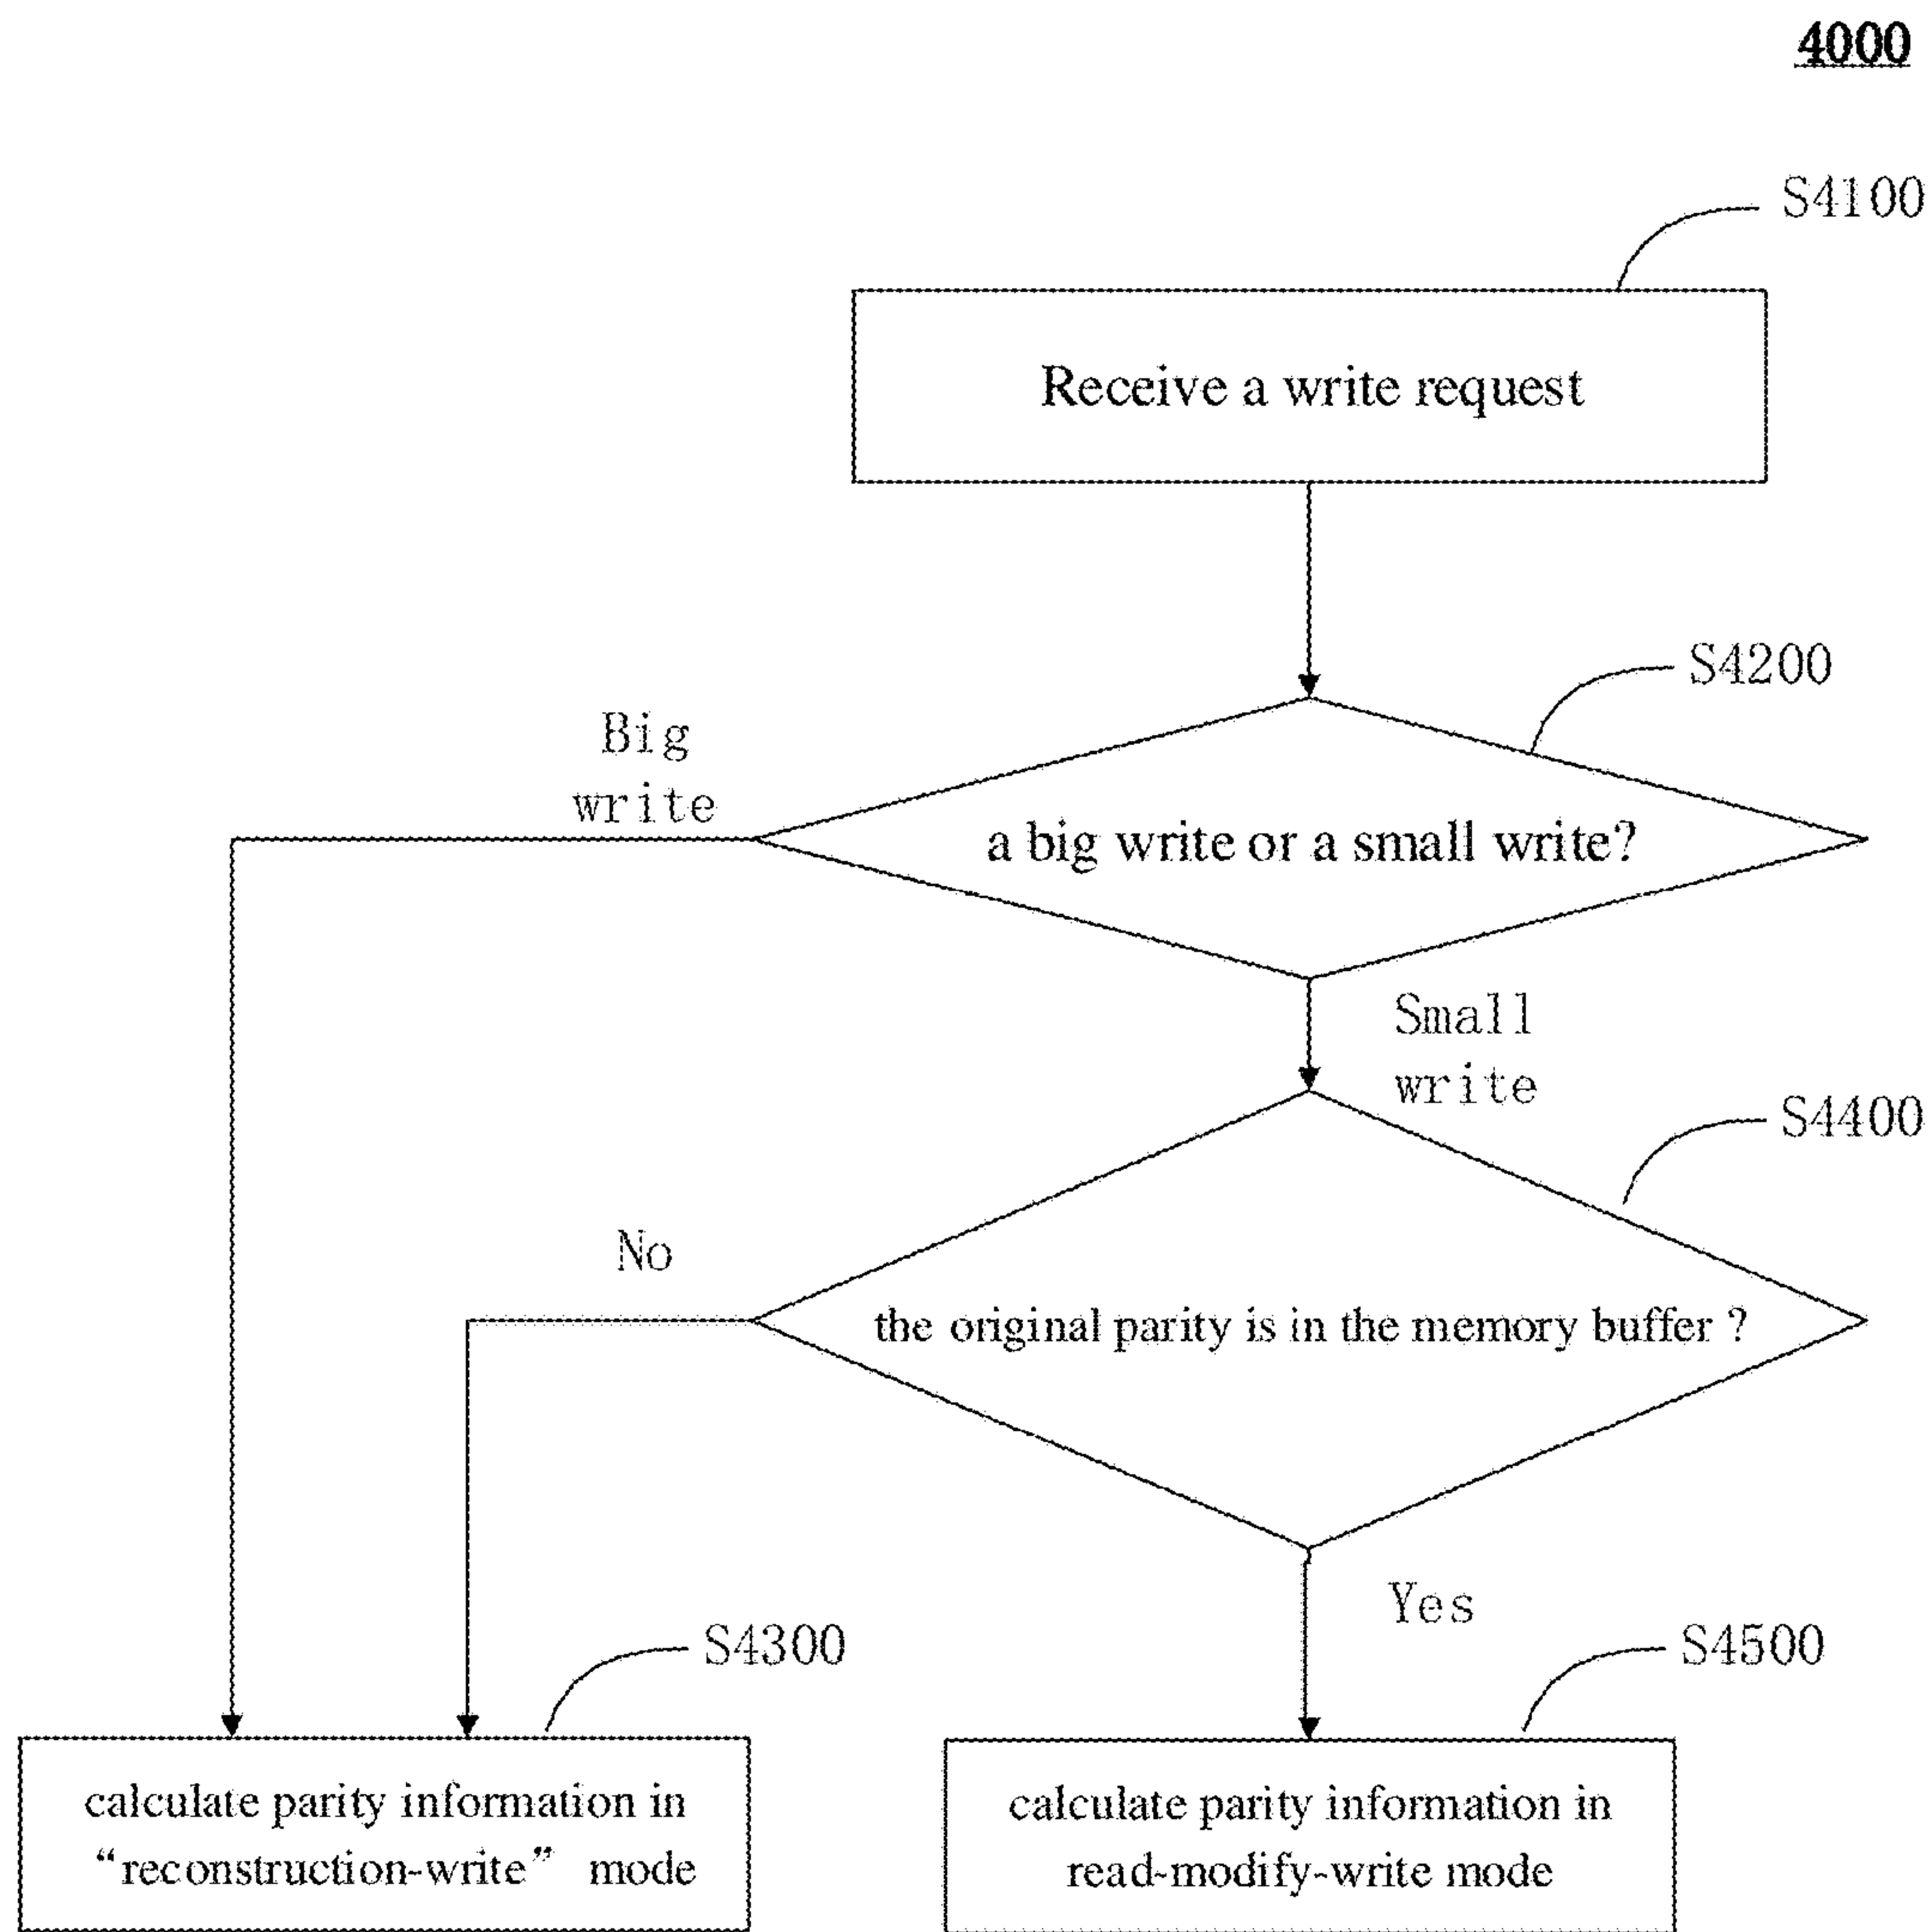 4000
S4100
Receive a write request
S4200
Big
write
a big write or a small write?
Small
write
S4400
No
the original parity is in the memory buffer ?
Yes
S4300
S4500
calculate parity information in
“reconstruction-write” mode
calculate parity information in
read-modify-write mode